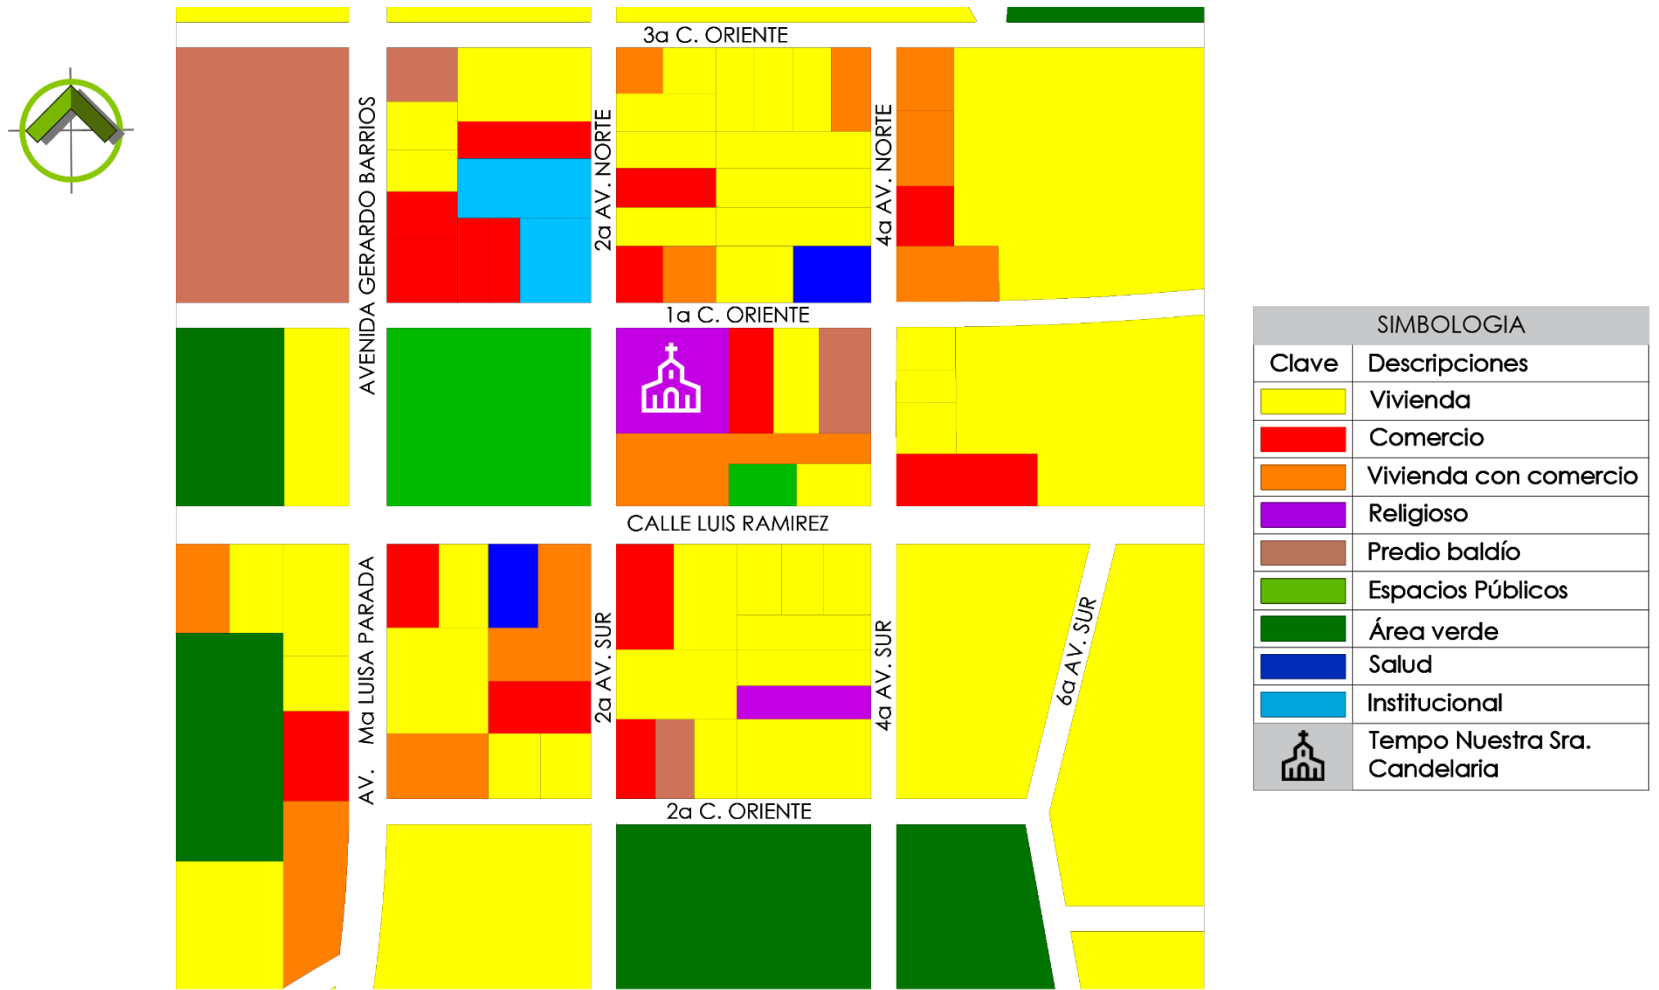 3a C. ORIENTE
AVENIDA GERARDO BARRIOS
2a AV. NORTE
4a AV. NORTE
1a C. ORIENTE
CALLE LUIS RAMIREZ
AV. Ma LUISA PARADA
2a AV. SUR
4a AV. SUR
6a AV. SUR
2a C. ORIENTE
SIMBOLOGIA
Clave Descripciones
Vivienda
Comercio
Vivienda con comercio
Religioso
Predio baldío
Espacios Públicos
Área verde
Salud
Institucional
Tempo Nuestra Sra.
Candelaria